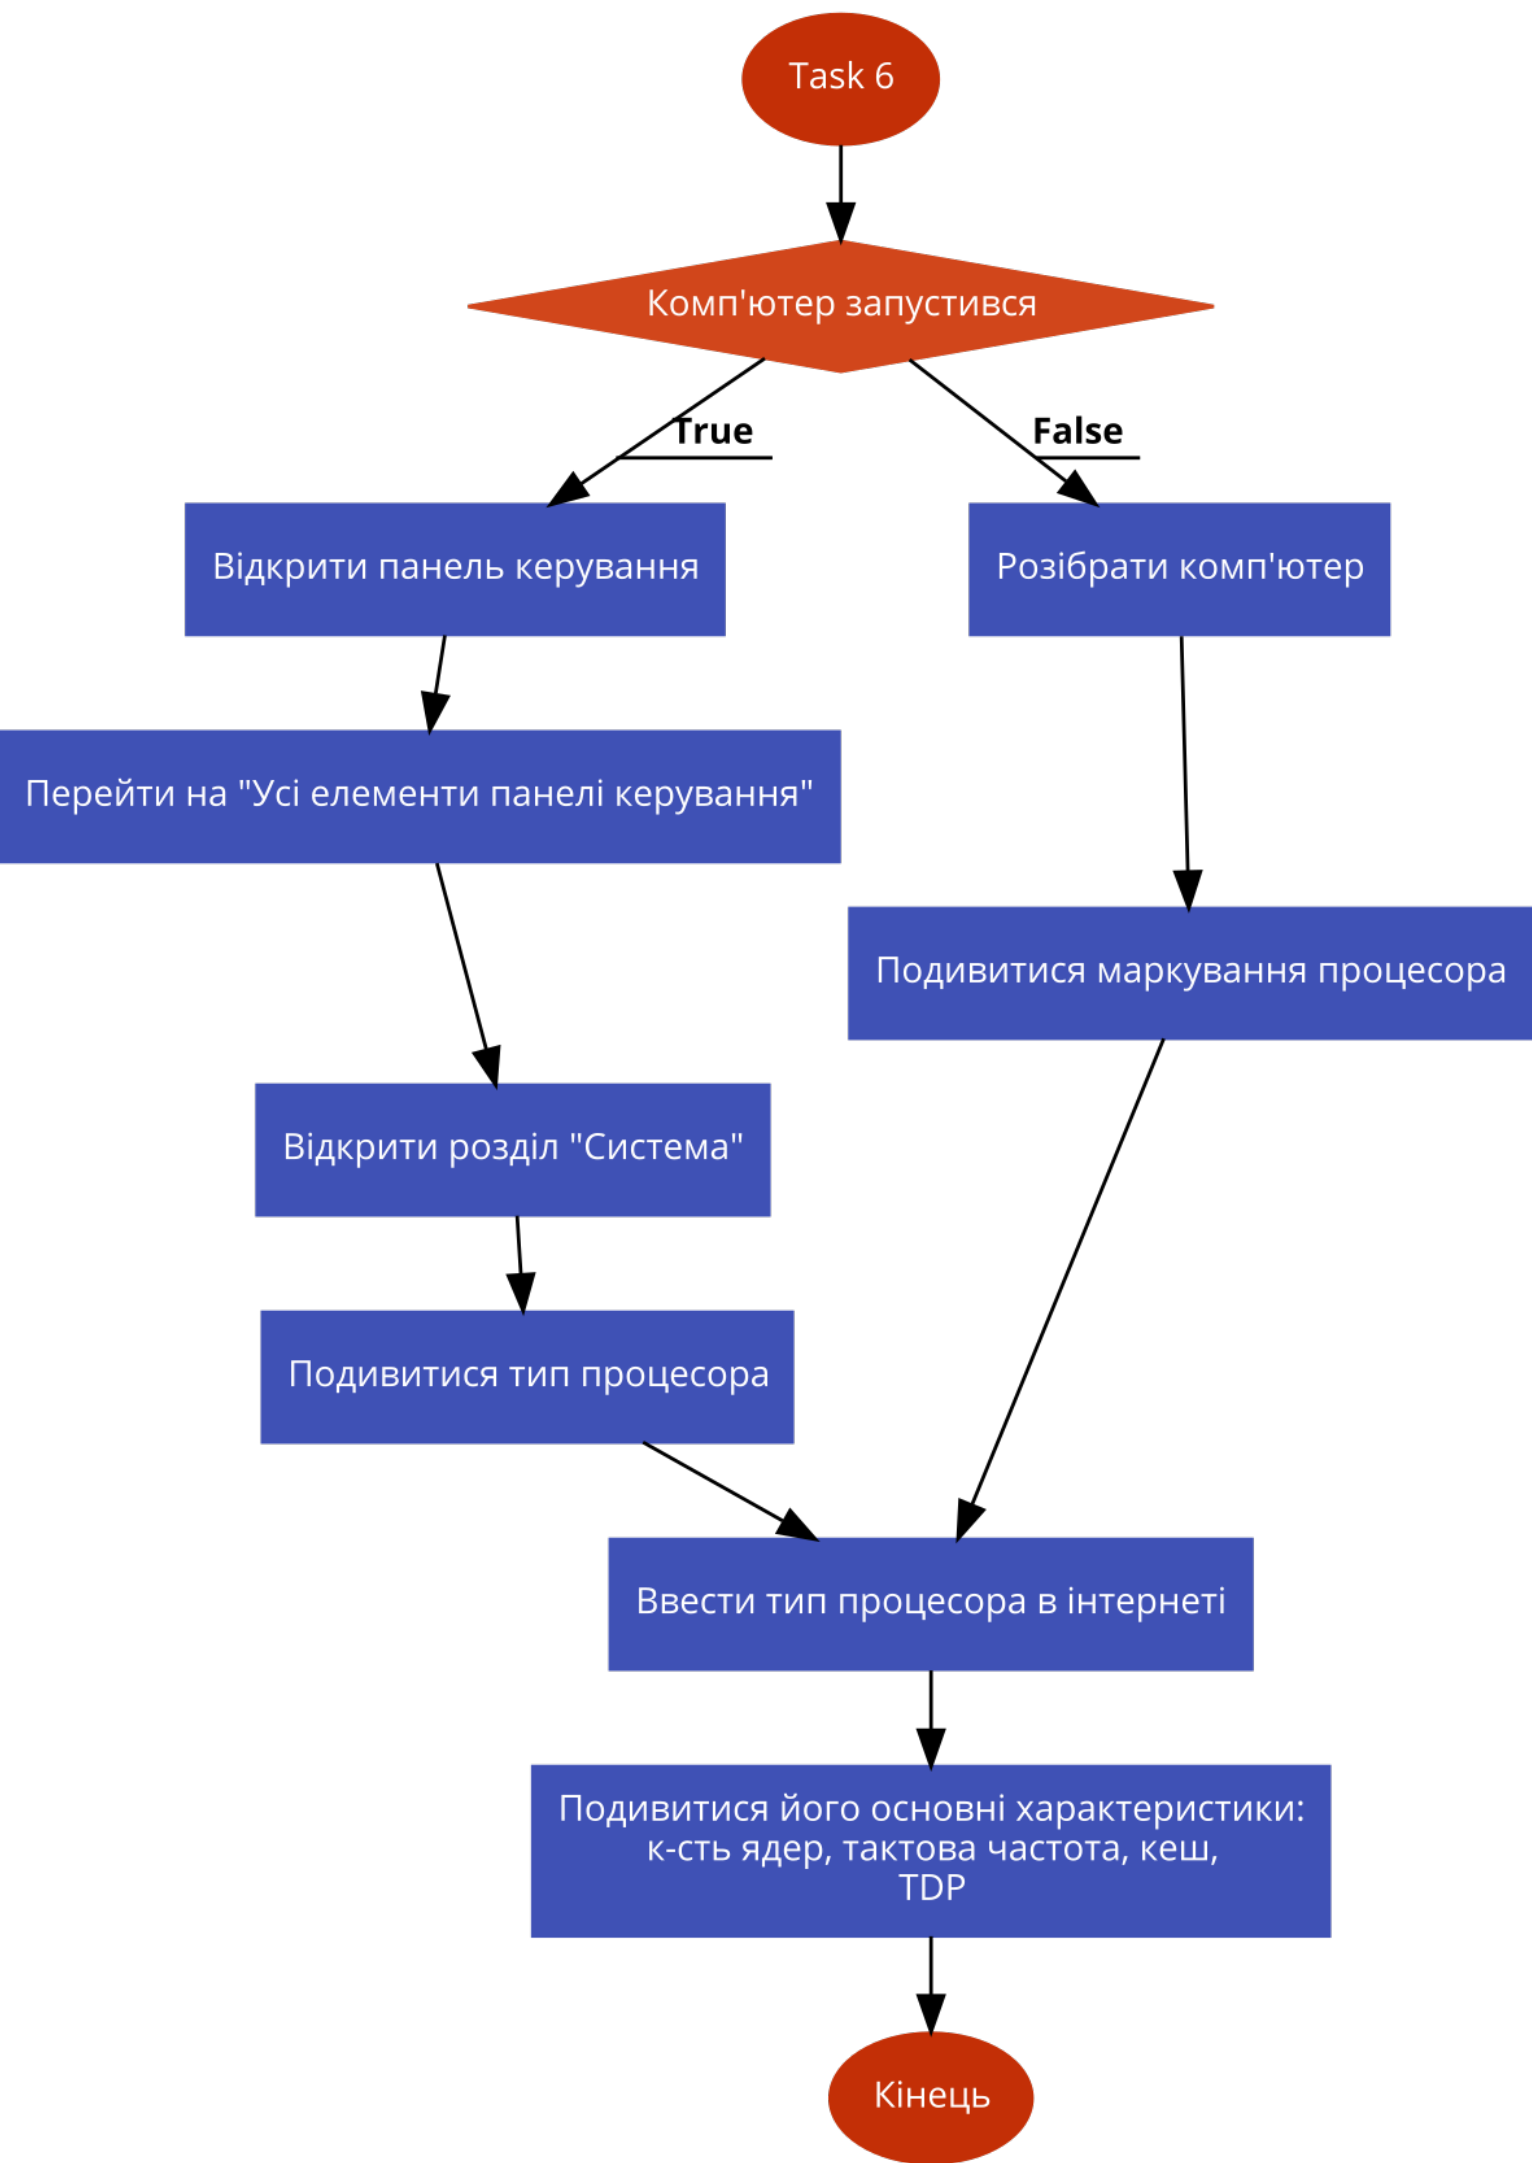 Task 6
Комп'ютер запустився
True
False
Відкрити панель керування
Розібрати комп'ютер
Перейти на "Усі елементи панелі керування"
Подивитися маркування процесора
Відкрити розділ "Система"
Подивитися тип процесора
Ввести тип процесора в інтернеті
Подивитися його основні характеристики:
к-сть ядер, тактова частота, кеш,
TDP
Кінець